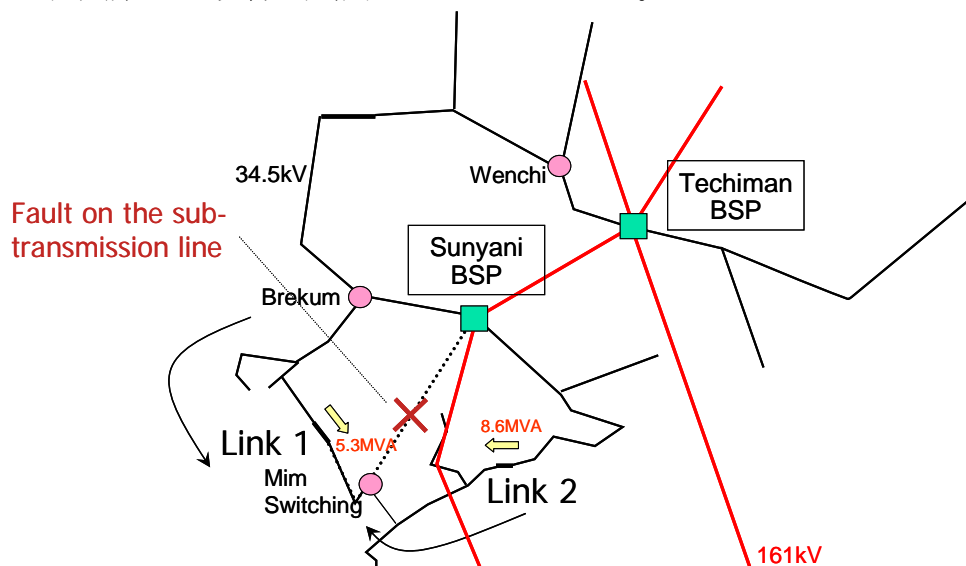 Wenchi
Techiman
BSP
34.5kV
Fault on the sub-
transmission line
Sunyani
BSP
Brekum
8.6MVA
5.3MVA
Link 1
Mim
Switching
Link 2
161kV